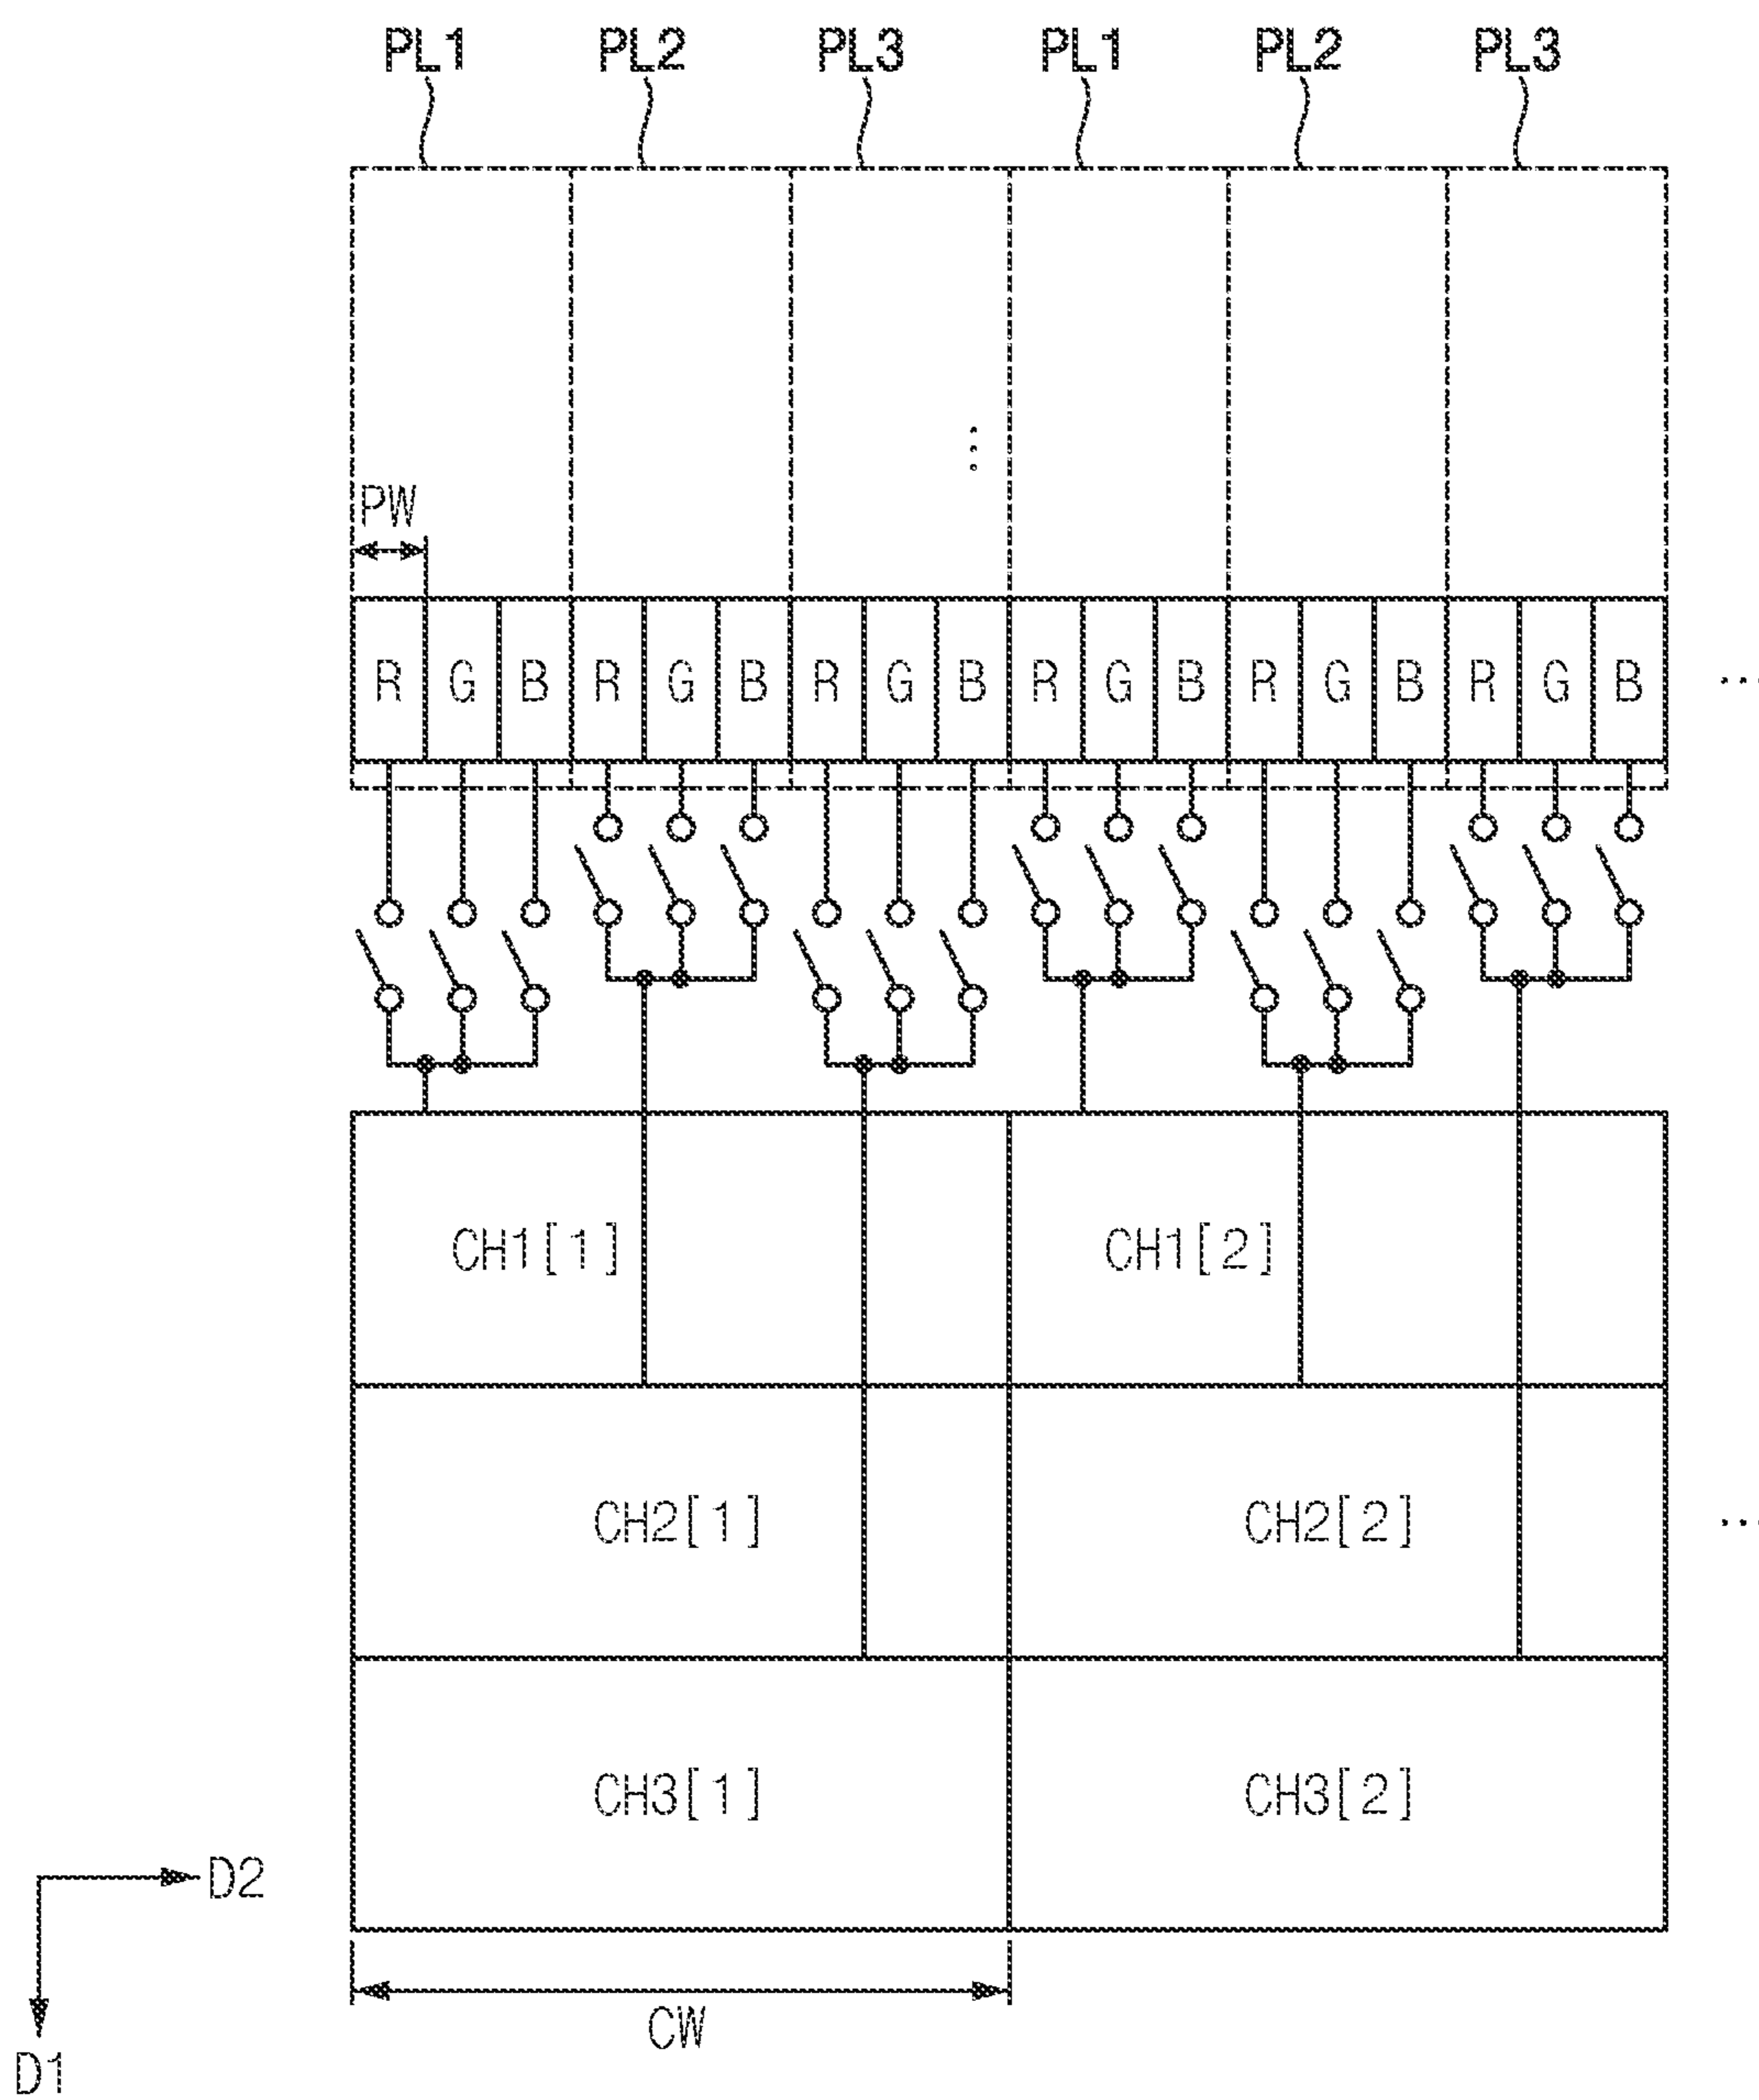 PL1 PL2 PL3 PL1 PL2 PL3
PW
R G B R G B R G B R G B R G B R G B ...
CH1[1] CH1[2]
CH2[1] CH2[2] ...
CH3[1] CH3[2]
D2
CW
D1